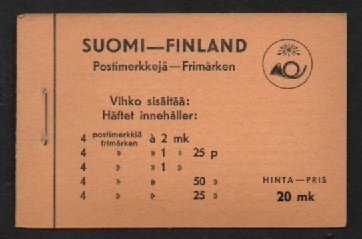 SUOMI—FINLAND
Postimerkkejä—Frimärken
Vihko sisältää:
Häftet innehåller:
4 postimerkkiä frimärken à 2 mk
4 » » 1 » 25 p
4 » » 1 »
4 » » 50 »
4 » » 25 »
HINTA—PRIS
20 mk